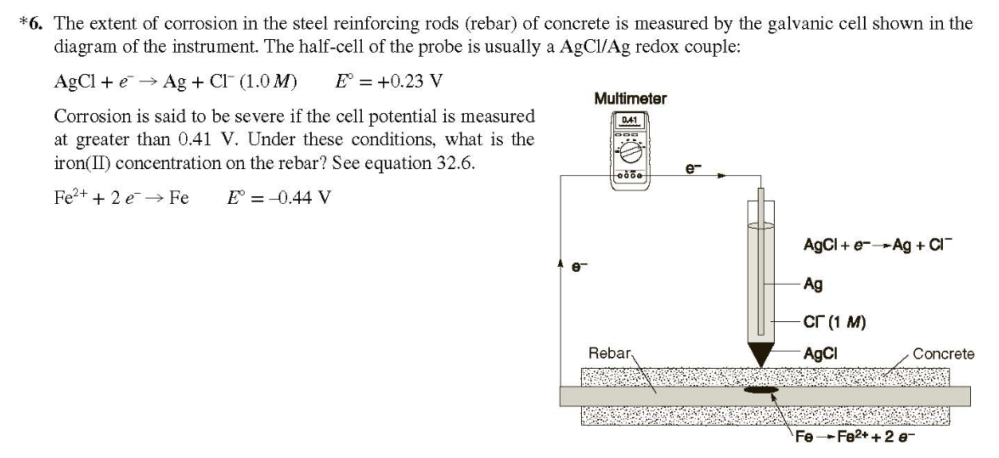 *6. The extent of corrosion in the steel reinforcing rods (rebar) of concrete is measured by the galvanic cell shown in the
diagram of the instrument. The half-cell of the probe is usually a AgCl/Ag redox couple:
AgCl + e⁻ → Ag + Cl⁻ (1.0 M) E° = +0.23 V
Corrosion is said to be severe if the cell potential is measured
at greater than 0.41 V. Under these conditions, what is the
iron(II) concentration on the rebar? See equation 32.6.
Fe²⁺ + 2 e⁻ → Fe E° = –0.44 V
Multimeter
0.41
e⁻
e⁻
AgCl + e⁻→Ag + Cl⁻
Ag
Cl⁻ (1 M)
AgCl
Rebar
Concrete
Fe→Fe²⁺ + 2 e⁻